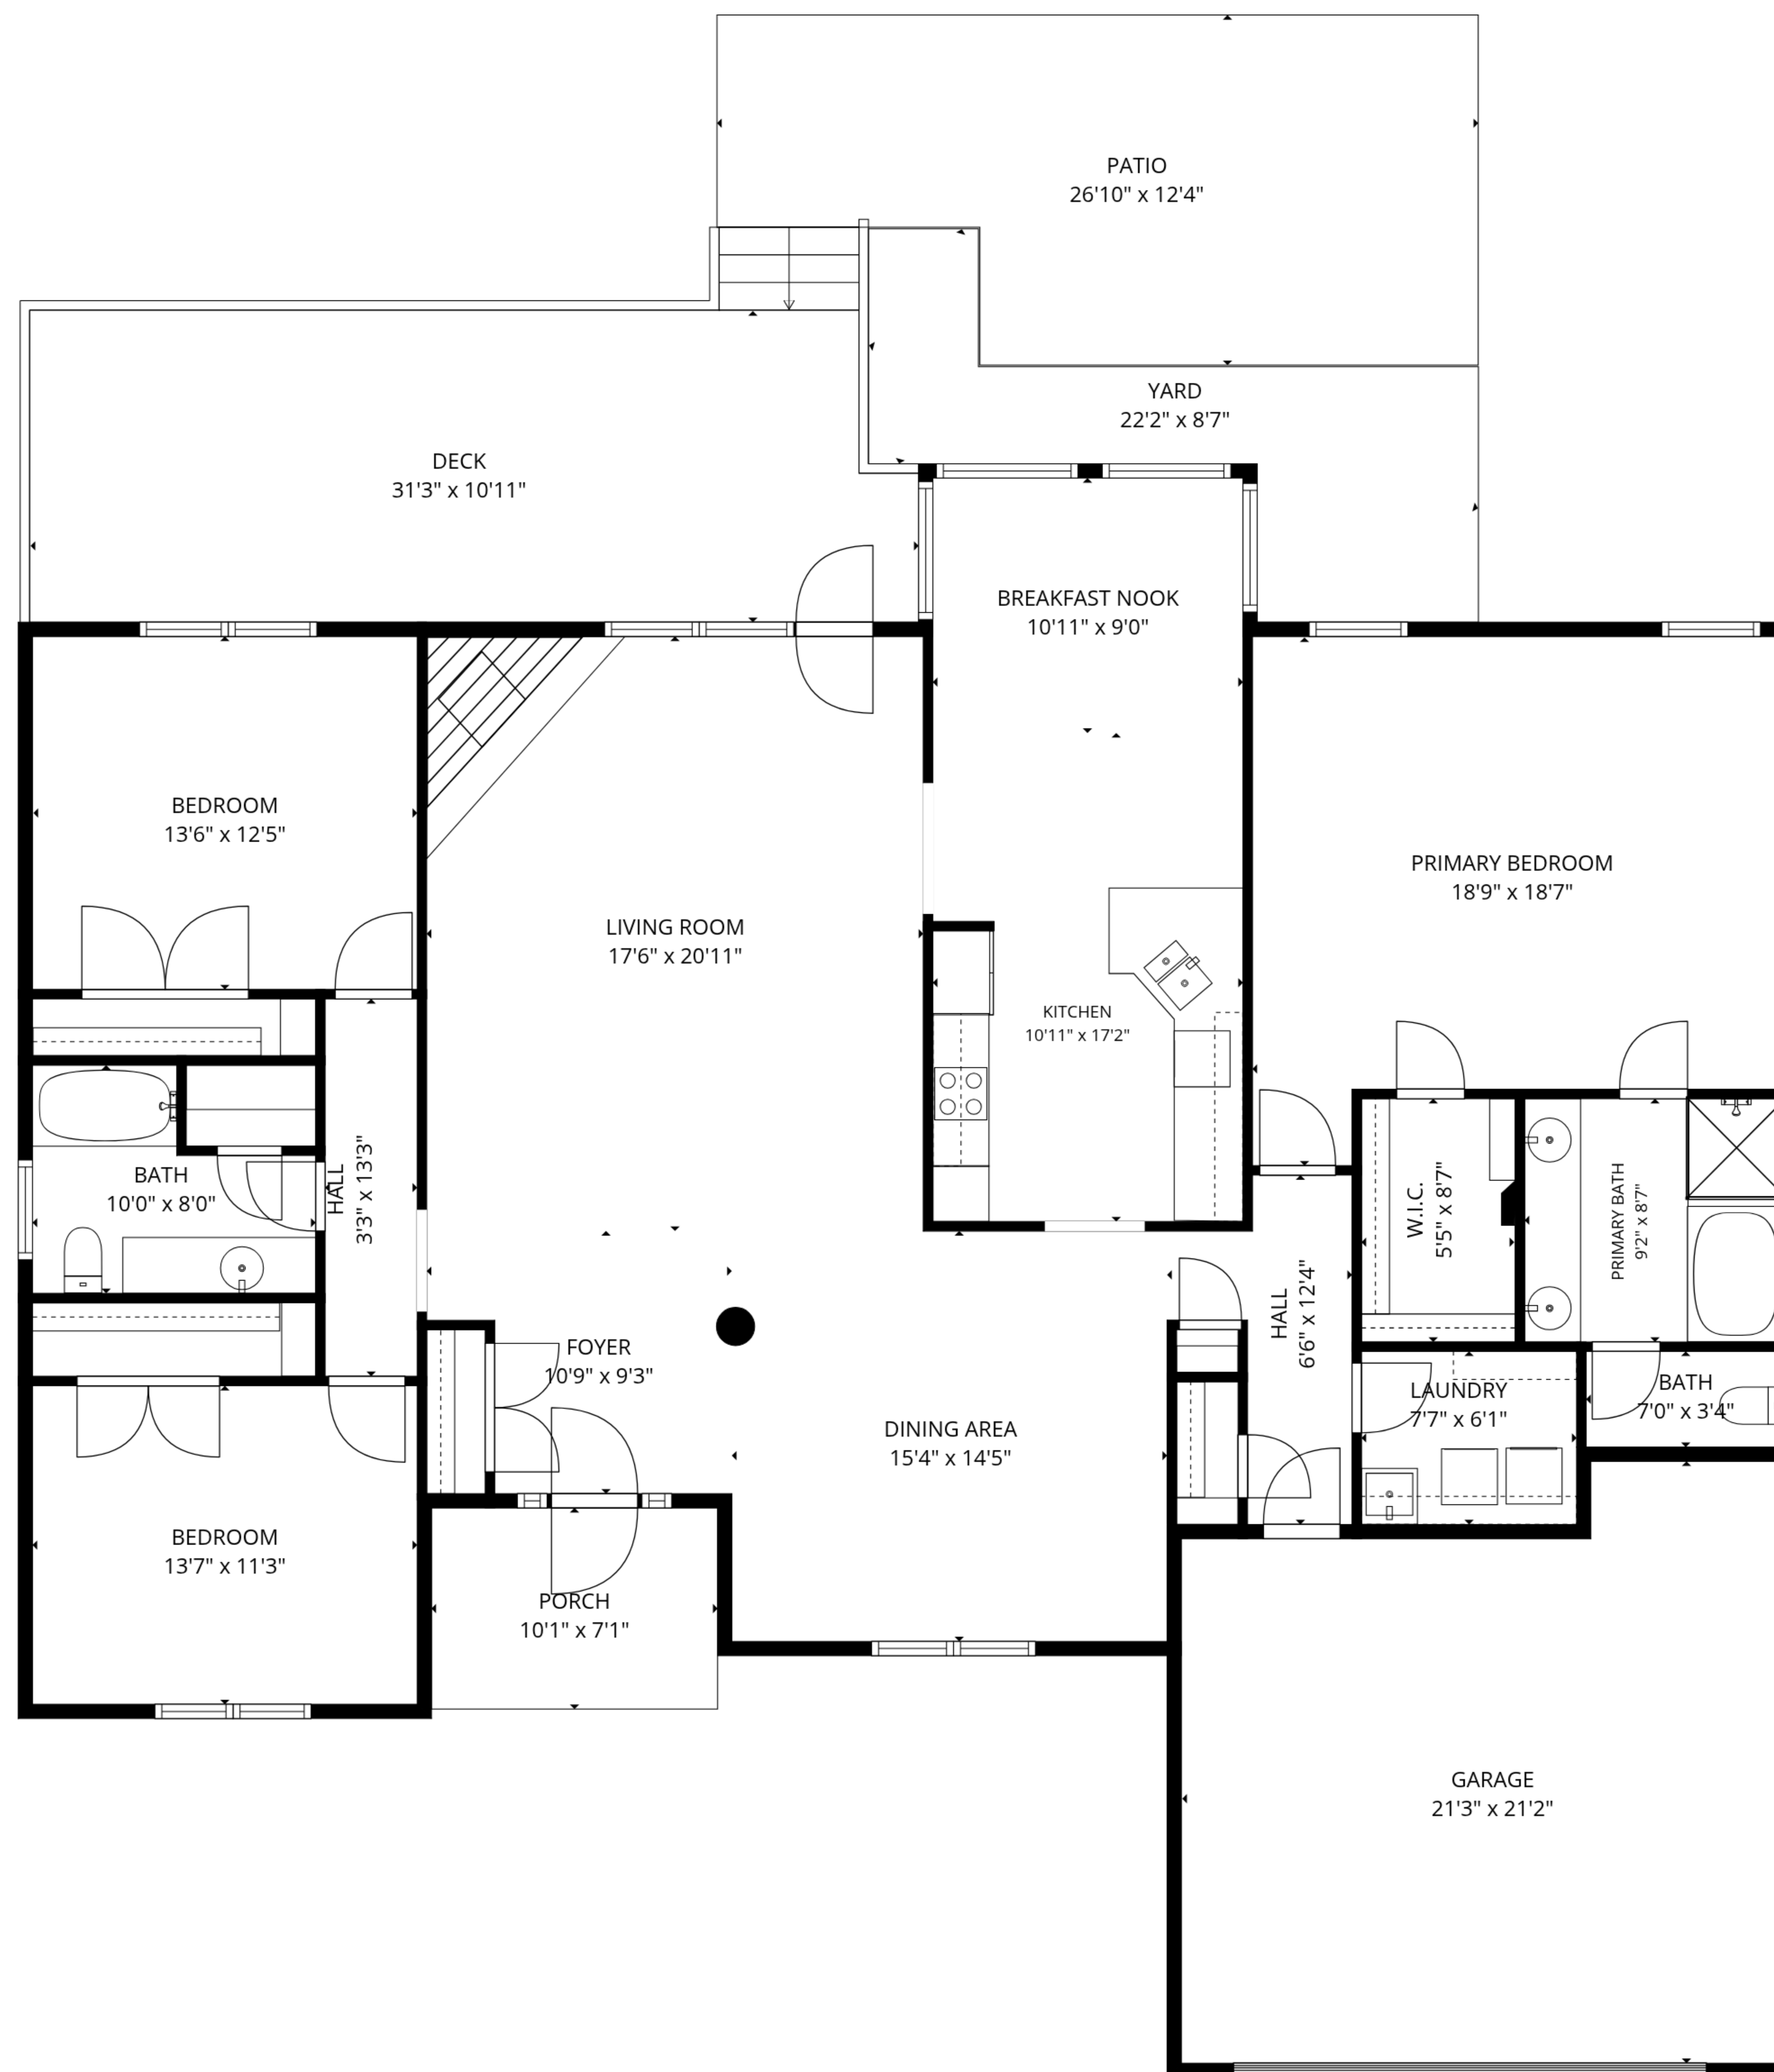 PATIO
26'10" x 12'4"
YARD
22'2" x 8'7"
DECK
31'3" x 10'11"
BREAKFAST NOOK
10'11" x 9'0"
BEDROOM
13'6" x 12'5"
PRIMARY BEDROOM
18'9" x 18'7"
LIVING ROOM
17'6" x 20'11"
KITCHEN
10'11" x 17'2"
BATH
10'0" x 8'0"
HALL
3'3" x 13'3"
W.I.C.
5'5" x 8'7"
PRIMARY BATH
9'2" x 8'7"
HALL
6'6" x 12'4"
FOYER
10'9" x 9'3"
LAUNDRY
7'7" x 6'1"
BATH
7'0" x 3'4"
DINING AREA
15'4" x 14'5"
BEDROOM
13'7" x 11'3"
PORCH
10'1" x 7'1"
GARAGE
21'3" x 21'2"